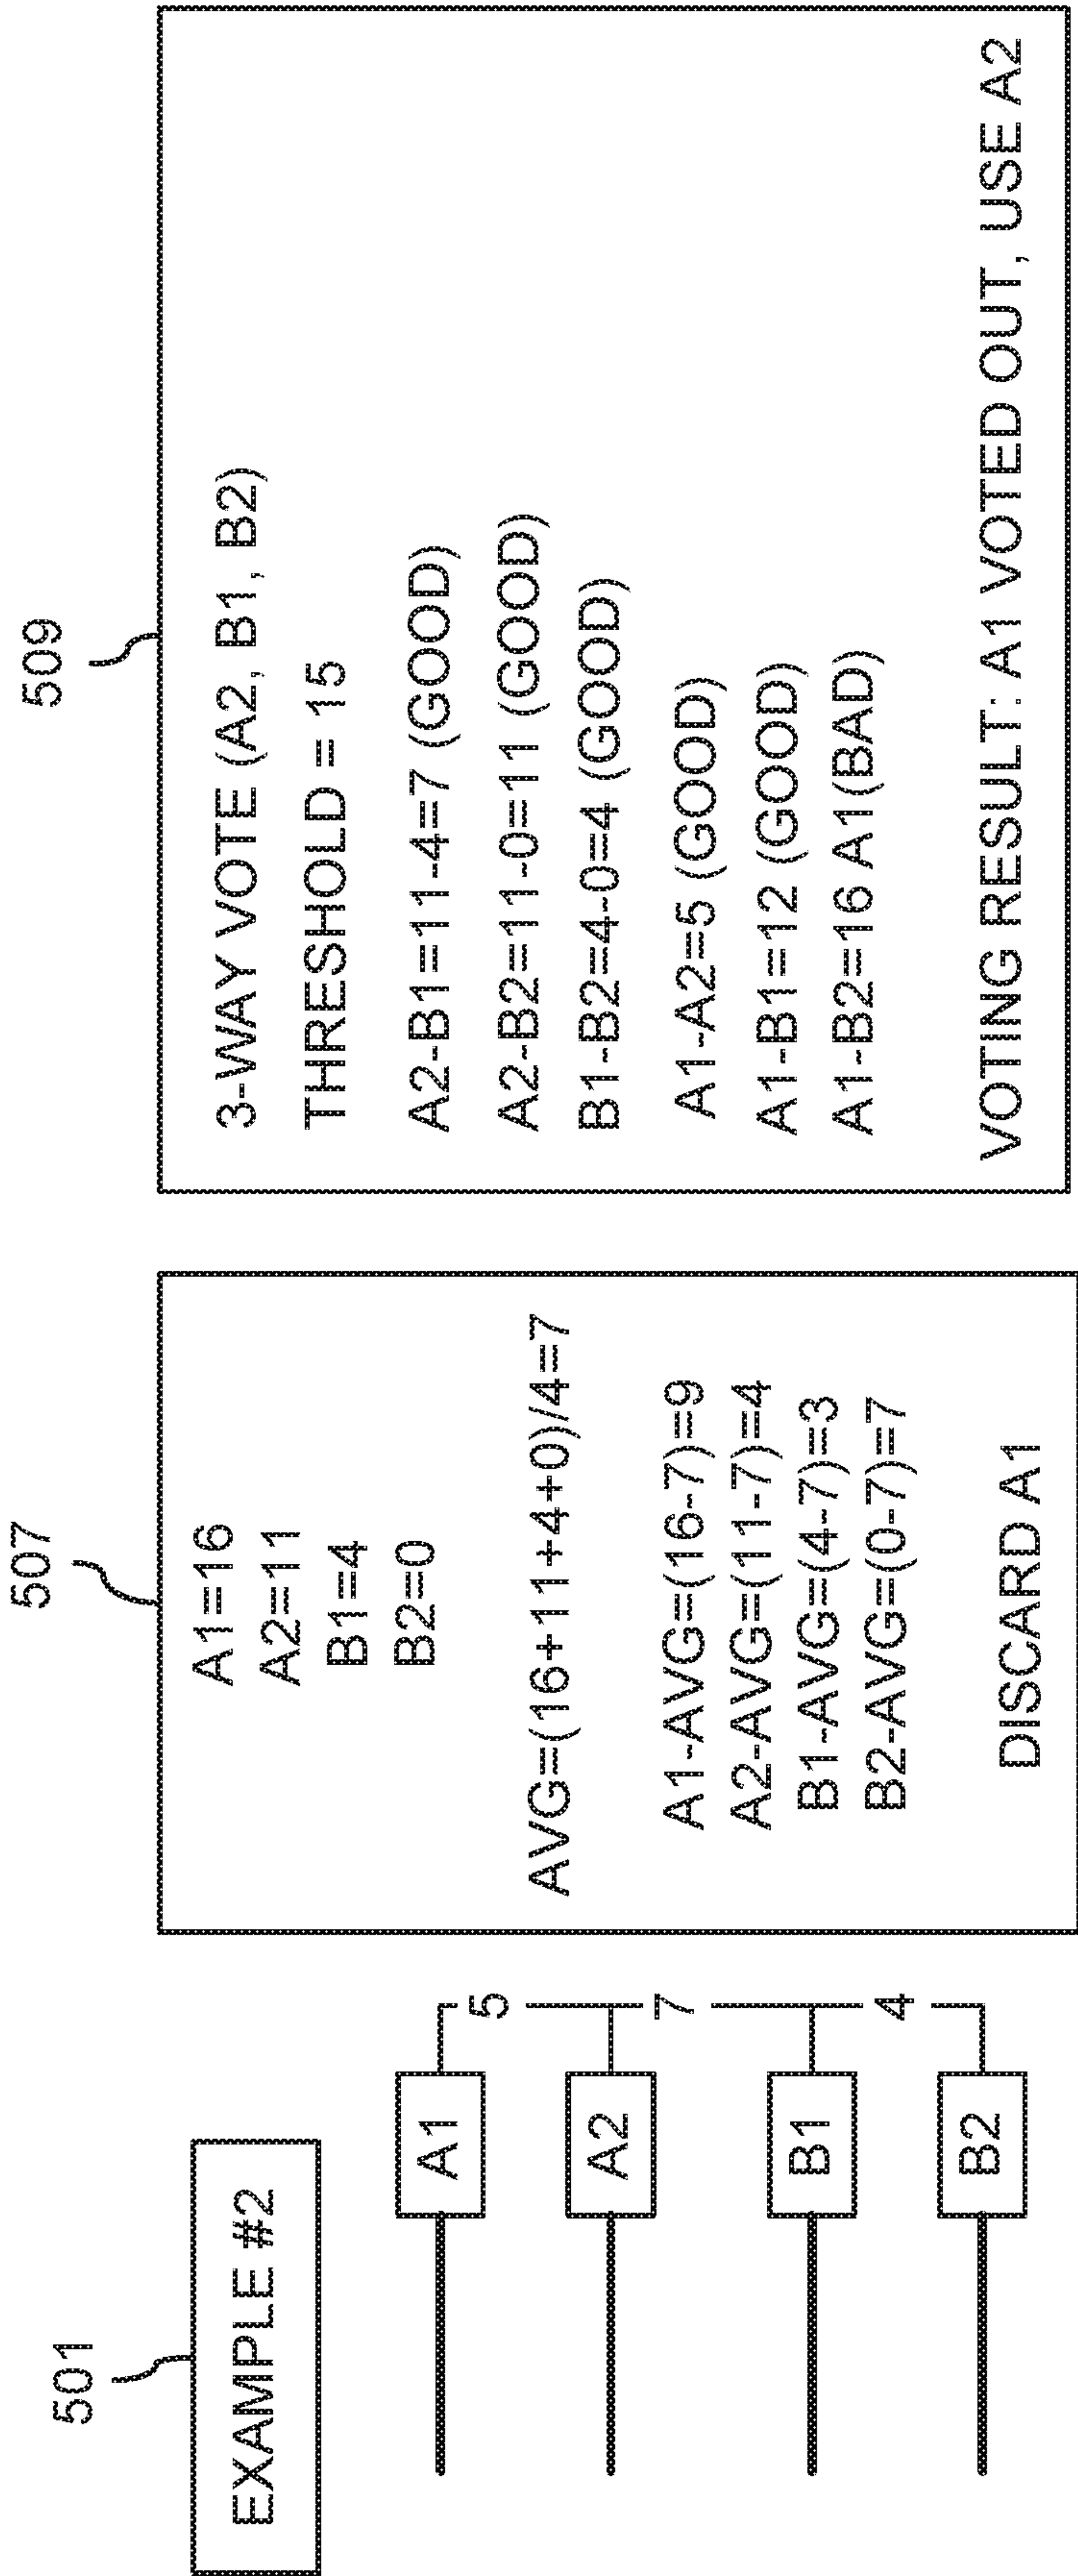 501
EXAMPLE #2
A1
A2
B1
B2
5
7
4
507
A1=16
A2=11
B1=4
B2=0
AVG=(16+11+4+0)/4=7
A1-AVG=(16-7)=9
A2-AVG=(11-7)=4
B1-AVG=(4-7)=3
B2-AVG=(0-7)=7
DISCARD A1
509
3-WAY VOTE (A2, B1, B2)
THRESHOLD = 15
A2-B1=11-4=7 (GOOD)
A2-B2=11-0=11 (GOOD)
B1-B2=4-0=4 (GOOD)
A1-A2=5 (GOOD)
A1-B1=12 (GOOD)
A1-B2=16 A1(BAD)
VOTING RESULT: A1 VOTED OUT, USE A2